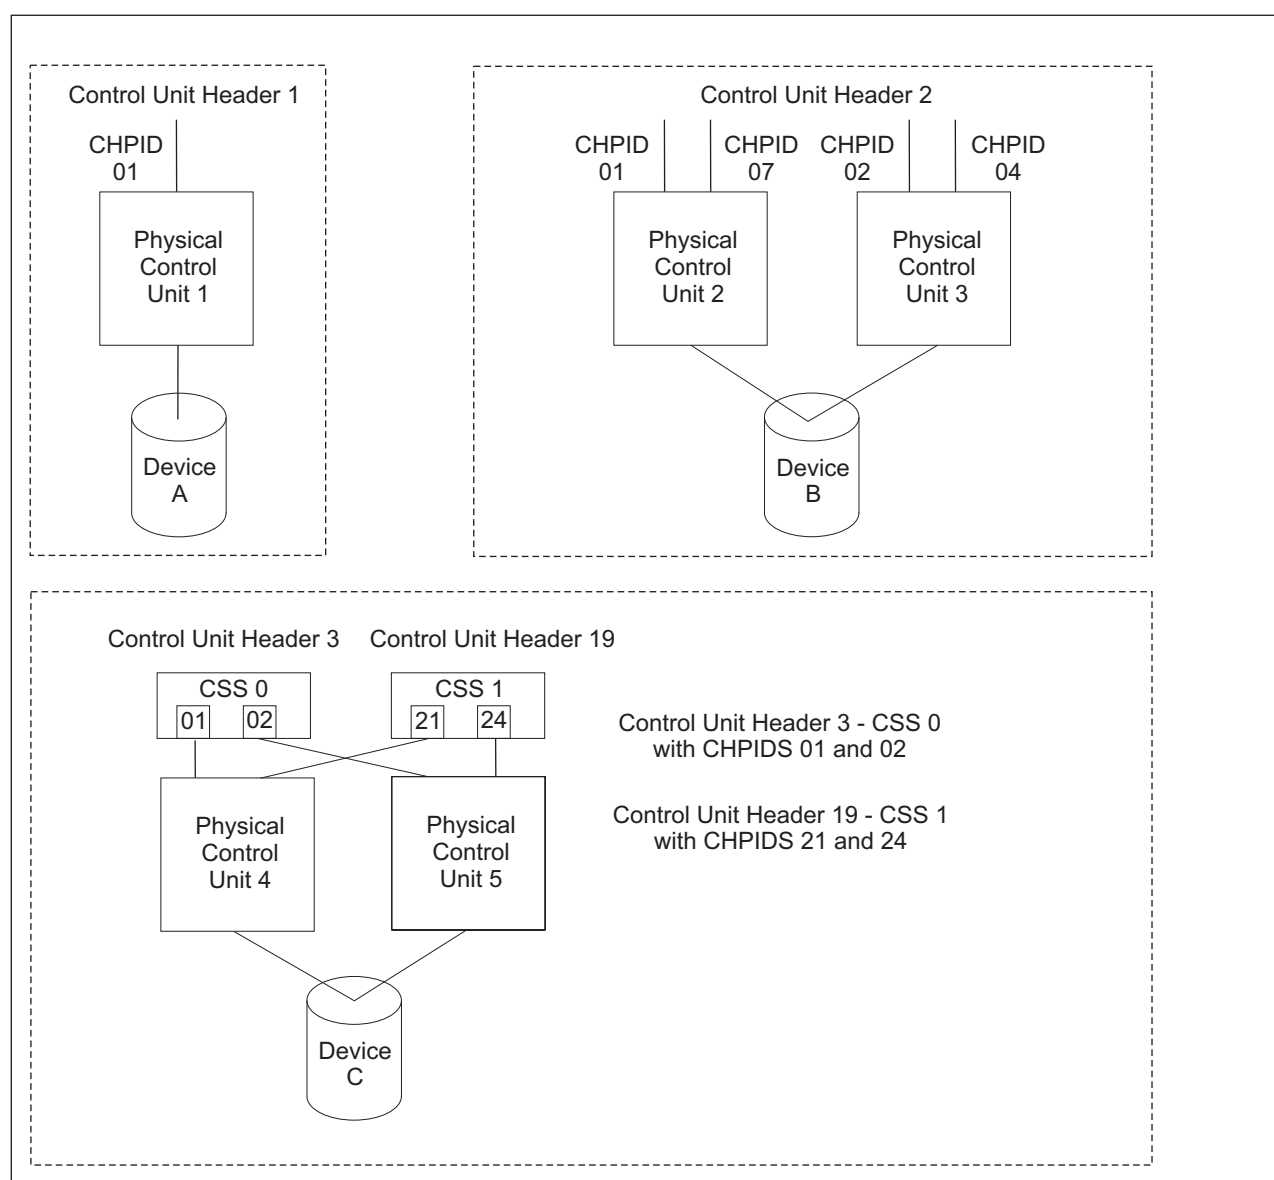 Control Unit Header 1
CHPID
01
Physical
Control
Unit 1
Device
A
Control Unit Header 2
CHPID
01
CHPID
07
CHPID
02
CHPID
04
Physical
Control
Unit 2
Physical
Control
Unit 3
Device
B
Control Unit Header 3
Control Unit Header 19
CSS 0
01
02
CSS 1
21
24
Control Unit Header 3 - CSS 0
with CHPIDS 01 and 02
Control Unit Header 19 - CSS 1
with CHPIDS 21 and 24
Physical
Control
Unit 4
Physical
Control
Unit 5
Device
C